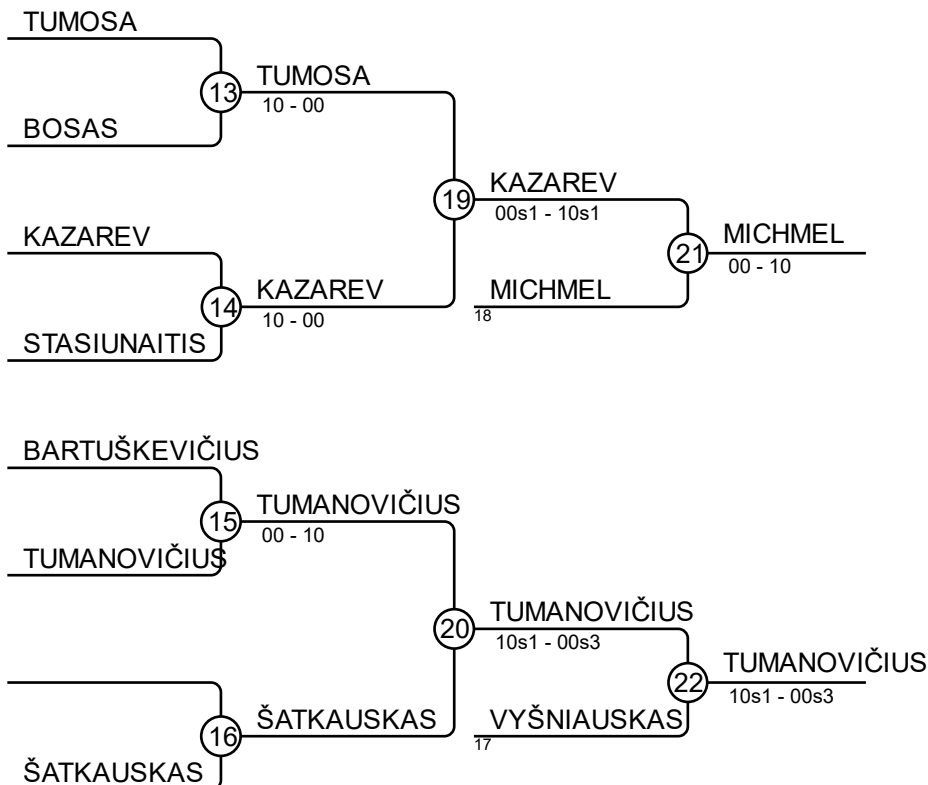 TUMOSA
13
TUMOSA
10 - 00
BOSAS
19
KAZAREV
00s1 - 10s1
KAZAREV
14
KAZAREV
10 - 00
STASIUNAITIS
21
MICHMEL
00 - 10
MICHMEL
18
BARTUŠKEVIČIUS
15
TUMANOVIČIUS
00 - 10
TUMANOVIČIUS
20
TUMANOVIČIUS
10s1 - 00s3
16
ŠATKAUSKAS
ŠATKAUSKAS
22
TUMANOVIČIUS
10s1 - 00s3
VYŠNIAUSKAS
17